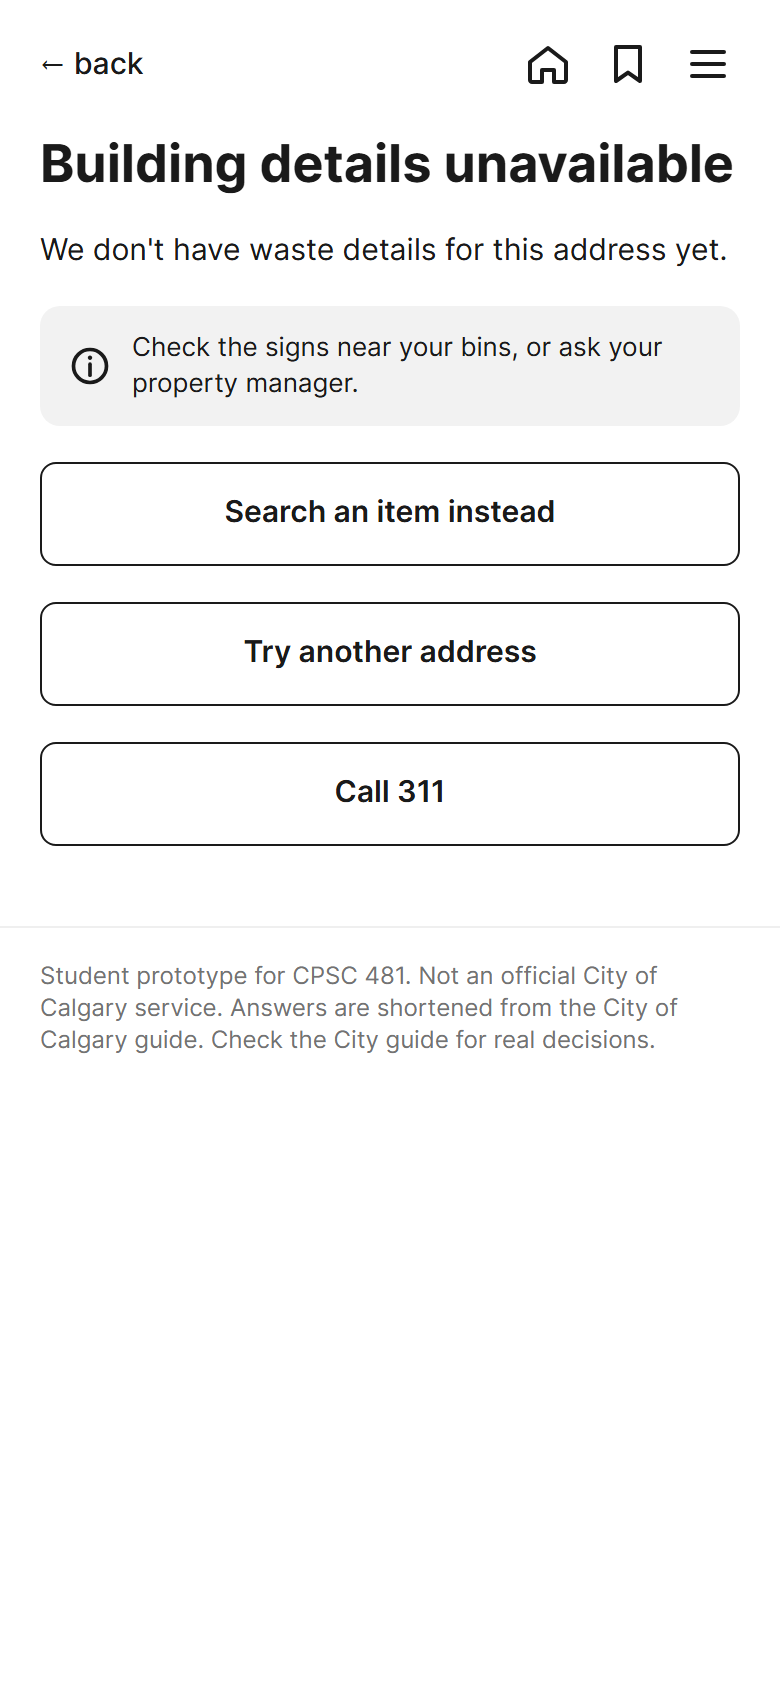 ← back
Building details unavailable
We don't have waste details for this address yet.
Check the signs near your bins, or ask your
property manager.
Search an item instead
Try another address
Call 311
Student prototype for CPSC 481. Not an official City of
Calgary service. Answers are shortened from the City of
Calgary guide. Check the City guide for real decisions.